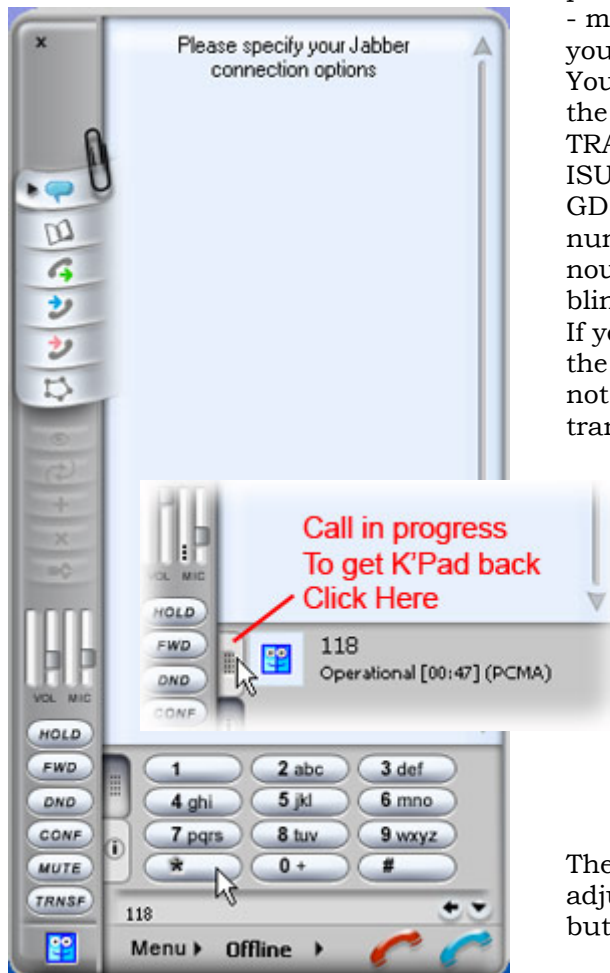 x
Please specify your Jabber
connection options
- m
you
You
the
TRA
ISU
GD
nur
nou
blin
If yo
the
not
tran
VOL MIC
HOLD
FWD
DND
CONF
Call in progress
To get K'Pad back
Click Here
118
Operational [00:47] (PCMA)
VOL MIC
HOLD
FWD
DND
CONF
MUTE
TRNSF
1
2 abc
3 def
4 ghi
5 jkl
6 mno
7 pqrs
8 tuv
9 wxyz
*
0 +
#
118
Menu
Offline
The
adju
but